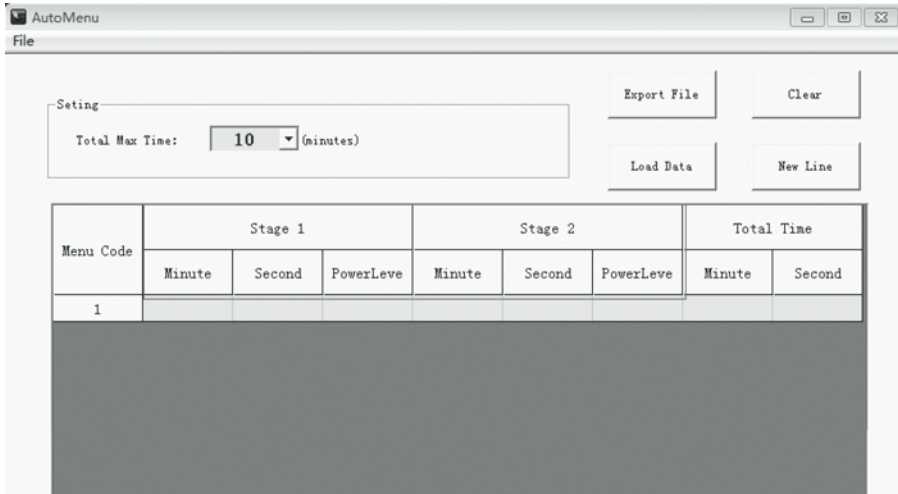 AutoMenu
File
Export File
Clear
Seting
Total Max Time: 10 (minutes)
Load Data
New Line
Menu Code
Stage 1
Stage 2
Total Time
Minute Second PowerLeve Minute Second PowerLeve Minute Second
1